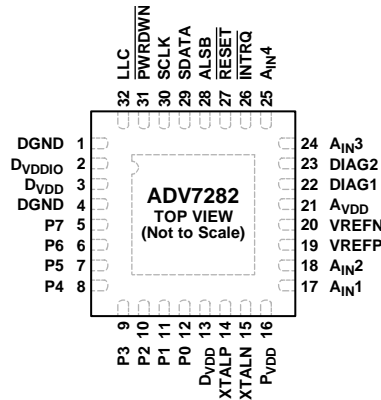 32 LLC
31 PWRDWN
30 SCLK
29 SDATA
28 ALSB
27 RESET
26 INTRQ
25 AIN4
DGND 1
DVDDIO 2
DVDD 3
DGND 4
P7 5
P6 6
P5 7
P4 8
ADV7282
TOP VIEW
(Not to Scale)
24 AIN3
23 DIAG2
22 DIAG1
21 AVDD
20 VREFN
19 VREFP
18 AIN2
17 AIN1
P3 9
P2 10
P1 11
P0 12
DVDD 13
XTALP 14
XTALN 15
PVDD 16